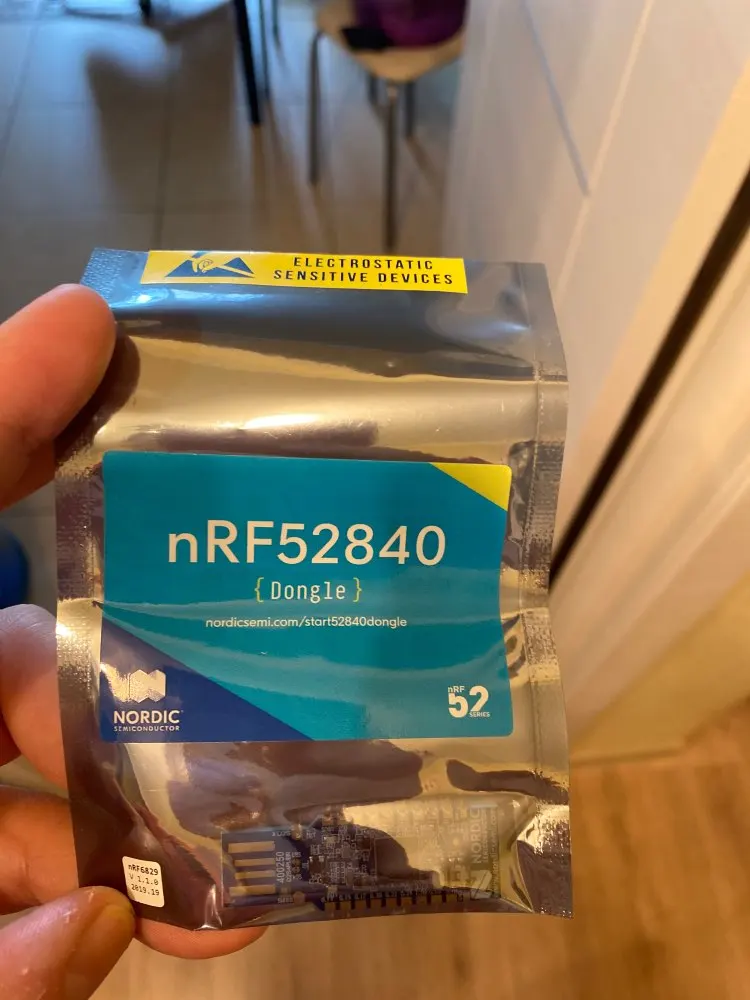 ELECTROSTATIC
SENSITIVE DEVICES
nRF52840
{Dongle}
nordicsemi.com/start52840dongle
NORDIC
SEMICONDUCTOR
nRF
52
SERIES
nRF6829
V 1.1.0
2019.19
NORDIC